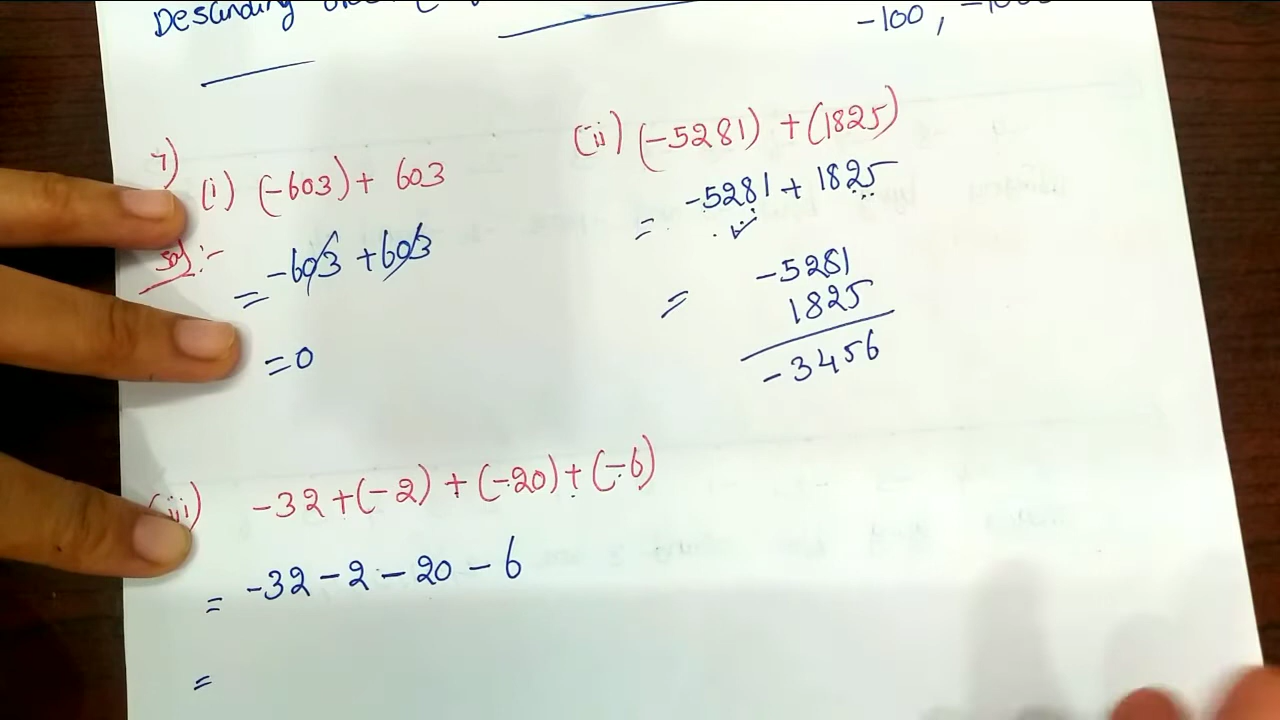 Descending
-100,
7)
(i) (-603) + 603
Sol:-
= -603 + 603
= 0
(ii) (-5281) + (1825)
= -5281 + 1825
= -5281
1825
-3456
(iii) -32 + (-2) + (-20) + (-6)
= -32 - 2 - 20 - 6
=